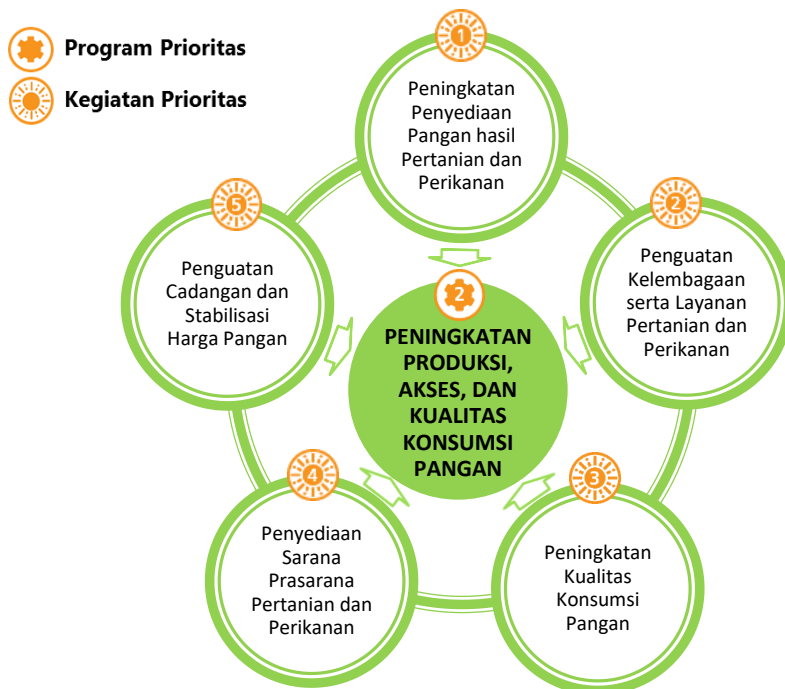 Program Prioritas
Kegiatan Prioritas
1
Peningkatan
Penyediaan
Pangan hasil
Pertanian dan
Perikanan
2
Penguatan
Kelembagaan
serta Layanan
Pertanian dan
Perikanan
3
Peningkatan
Kualitas
Konsumsi
Pangan
4
Penyediaan
Sarana
Prasarana
Pertanian dan
Perikanan
5
Penguatan
Cadangan dan
Stabilisasi
Harga Pangan
2
PENINGKATAN
PRODUKSI,
AKSES, DAN
KUALITAS
KONSUMSI
PANGAN